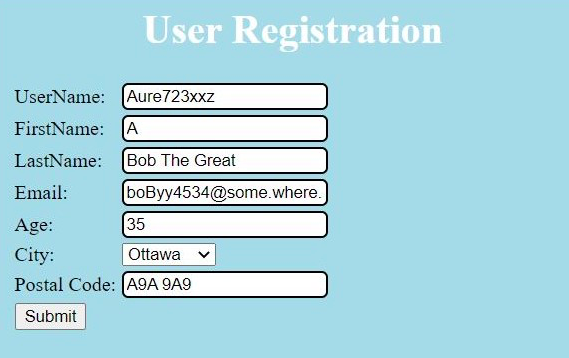 User Registration
UserName: Aure723xxz
FirstName: A
LastName: Bob The Great
Email: boByy4534@some.where.
Age: 35
City: Ottawa
Postal Code: A9A 9A9
Submit